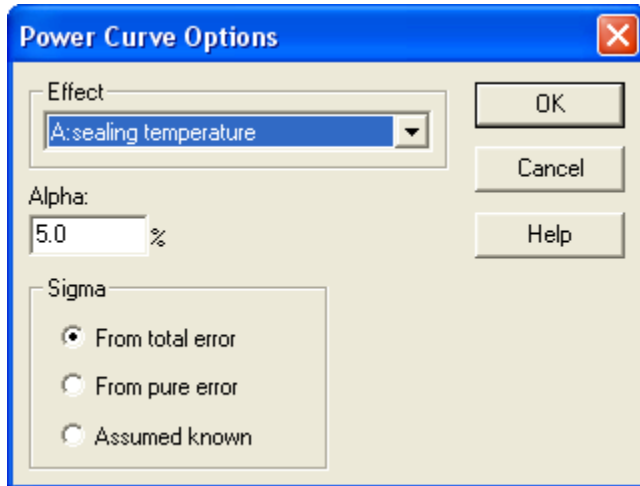 Power Curve Options
Effect
A:sealing temperature
OK
Cancel
Alpha:
5.0 %
Help
Sigma
From total error
From pure error
Assumed known